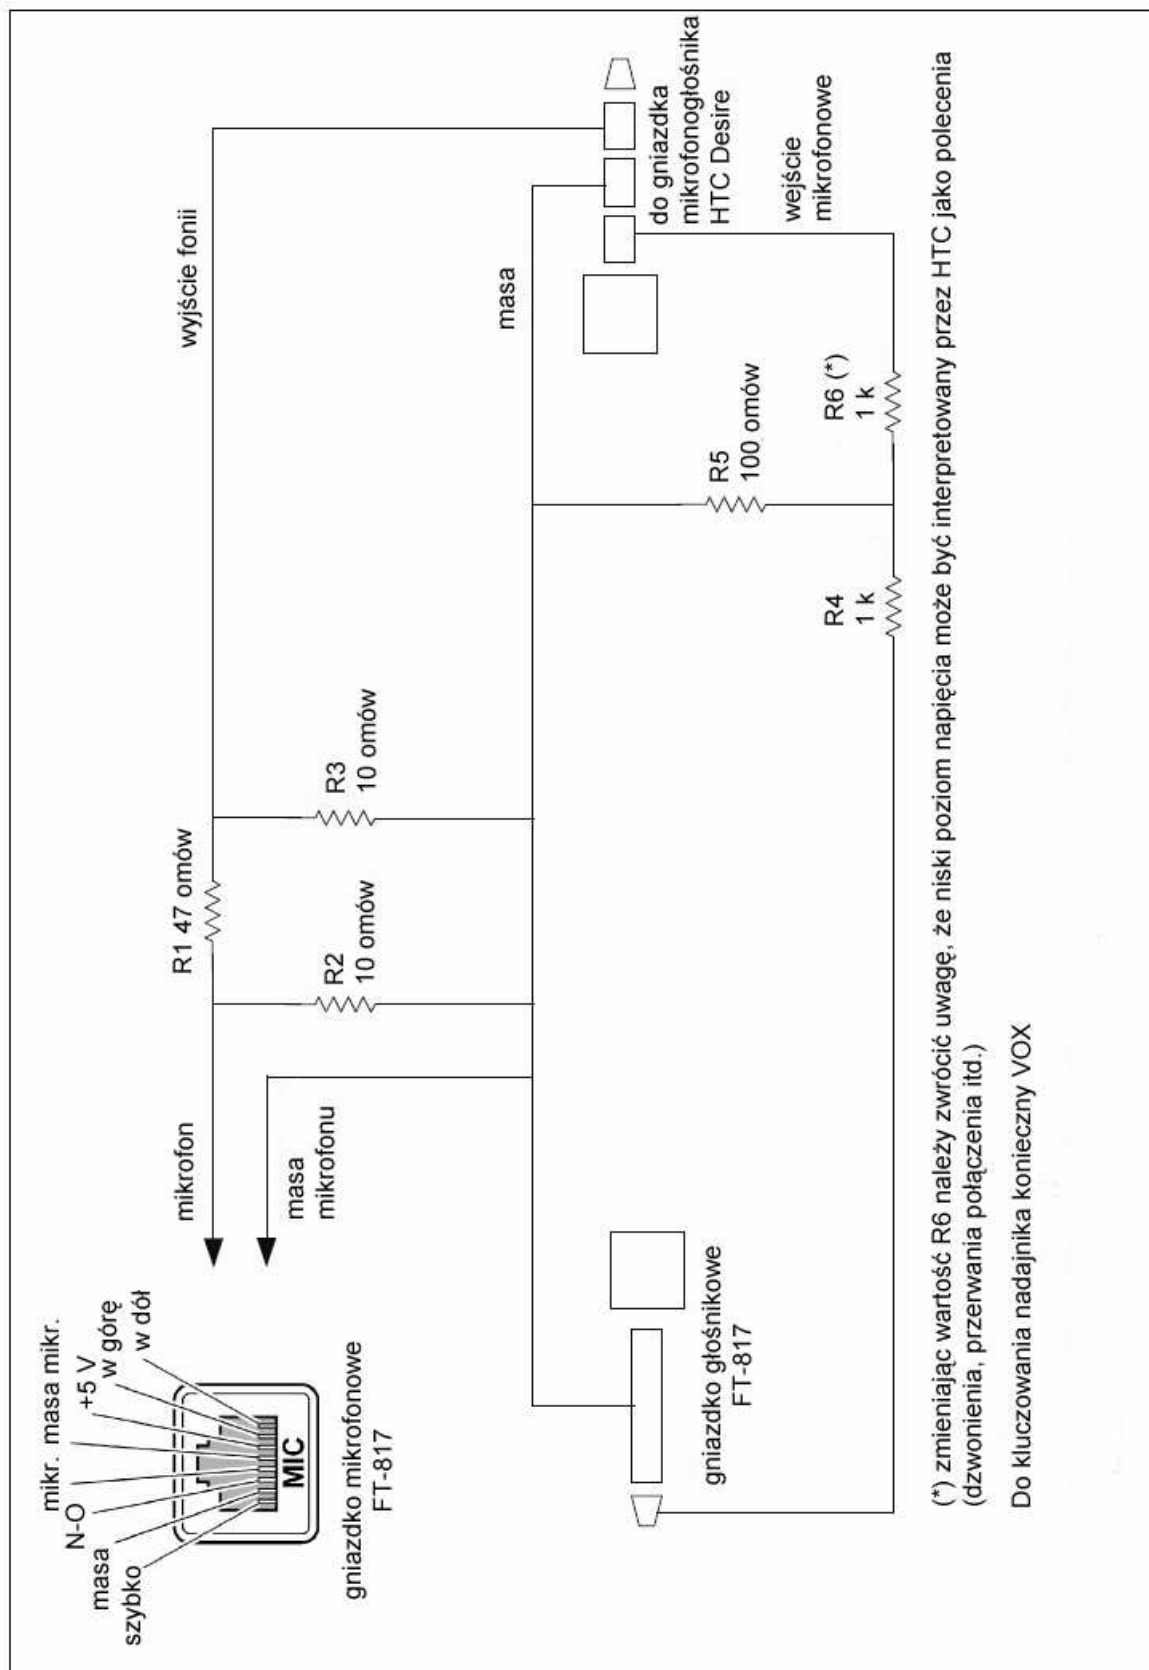 szybko
masa
N-O
mikr.
masa mikr.
+5 V
w górę
w dół
MIC
gniazdko mikrofonowe
FT-817
mikrofon
masa
mikrofonu
R1 47 omów
R2
10 omów
R3
10 omów
wyjście fonii
masa
do gniazdka
mikrofonogłośnika
HTC Desire
wejście
mikrofonowe
gniazdko głośnikowe
FT-817
R4
1 k
R5
100 omów
R6 (*)
1 k
(*) zmieniając wartość R6 należy zwrócić uwagę, że niski poziom napięcia może być interpretowany przez HTC jako polecenia
(dzwonienia, przerwania połączenia itd.)
Do kluczowania nadajnika konieczny VOX